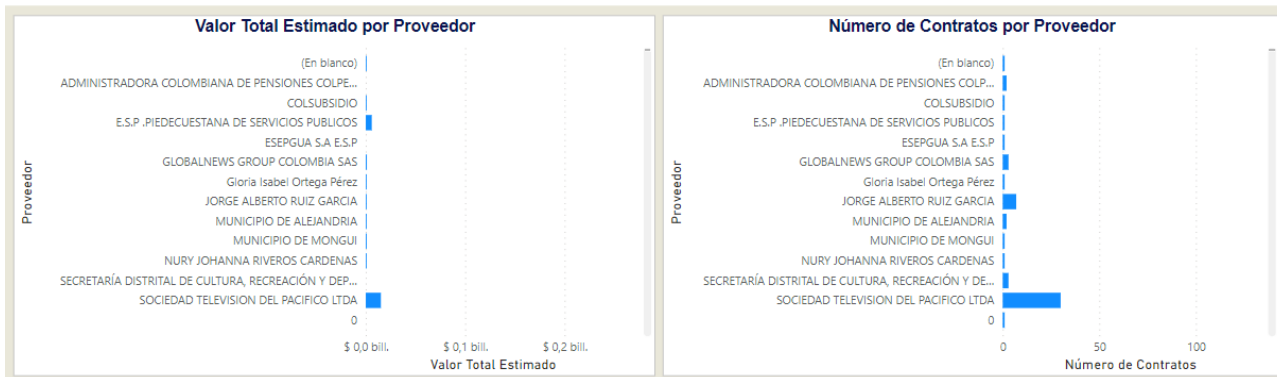 Valor Total Estimado por Proveedor
Proveedor
(En blanco)
ADMINISTRADORA COLOMBIANA DE PENSIONES COLPE...
COLSUBSIDIO
E.S.P .PIEDECUESTANA DE SERVICIOS PUBLICOS
ESEPGUA S.A E.S.P
GLOBALNEWS GROUP COLOMBIA SAS
Gloria Isabel Ortega Pérez
JORGE ALBERTO RUIZ GARCIA
MUNICIPIO DE ALEJANDRIA
MUNICIPIO DE MONGUI
NURY JOHANNA RIVEROS CARDENAS
SECRETARÍA DISTRITAL DE CULTURA, RECREACIÓN Y DEP...
SOCIEDAD TELEVISION DEL PACIFICO LTDA
0
$ 0,0 bill. $ 0,1 bill. $ 0,2 bill.
Valor Total Estimado
Número de Contratos por Proveedor
Proveedor
(En blanco)
ADMINISTRADORA COLOMBIANA DE PENSIONES COLP...
COLSUBSIDIO
E.S.P .PIEDECUESTANA DE SERVICIOS PUBLICOS
ESEPGUA S.A E.S.P
GLOBALNEWS GROUP COLOMBIA SAS
Gloria Isabel Ortega Pérez
JORGE ALBERTO RUIZ GARCIA
MUNICIPIO DE ALEJANDRIA
MUNICIPIO DE MONGUI
NURY JOHANNA RIVEROS CARDENAS
SECRETARÍA DISTRITAL DE CULTURA, RECREACIÓN Y DE...
SOCIEDAD TELEVISION DEL PACIFICO LTDA
0
0 50 100
Número de Contratos